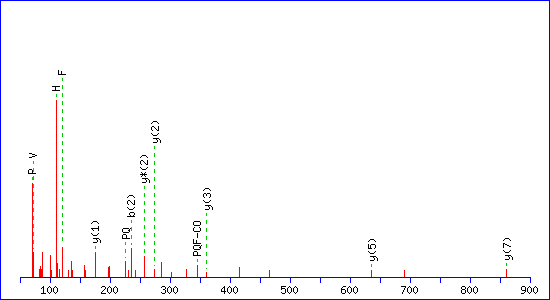 R-V
H
F
y(1)
PQ
b(2)
y*(2)
y(2)
PQF-CO
y(3)
y(5)
y(7)
100 200 300 400 500 600 700 800 900